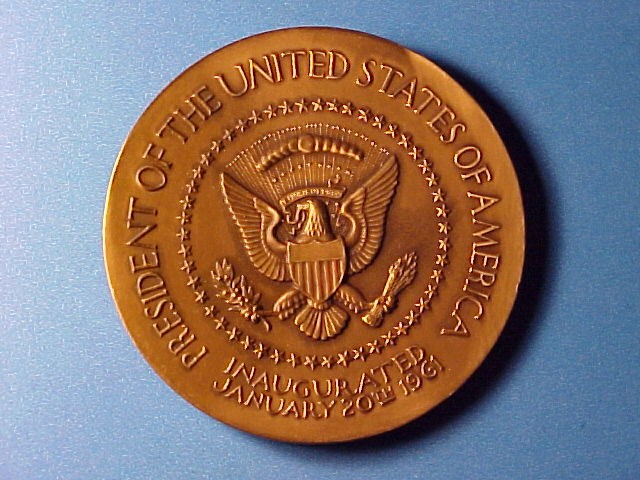 PRESIDENT OF THE UNITED STATES OF AMERICA
INAUGURATED
JANUARY 20TH 1961